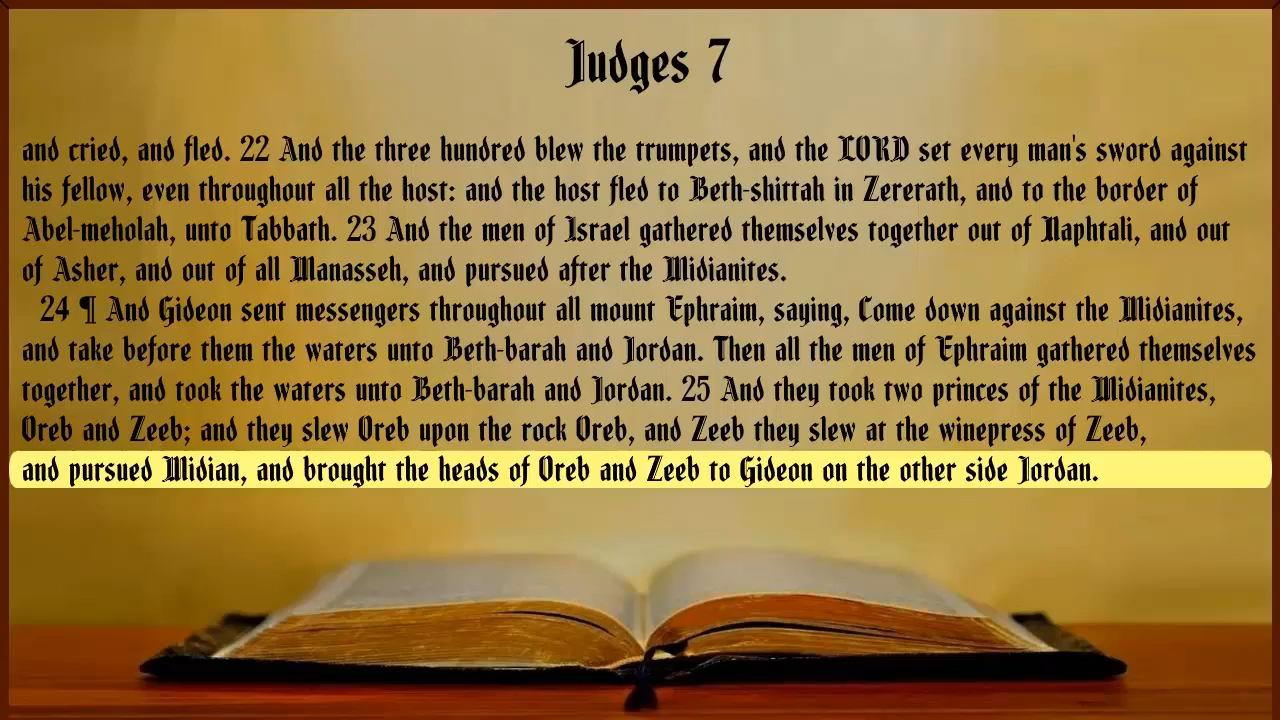 Judges 7
and cried, and fled. 22 And the three hundred blew the trumpets, and the LORD set every man's sword against
his fellow, even throughout all the host: and the host fled to Beth-shittah in Zererath, and to the border of
Abel-meholah, unto Tabbath. 23 And the men of Israel gathered themselves together out of Naphtali, and out
of Asher, and out of all Manasseh, and pursued after the Midianites.
24 ¶ And Gideon sent messengers throughout all mount Ephraim, saying, Come down against the Midianites,
and take before them the waters unto Beth-barah and Jordan. Then all the men of Ephraim gathered themselves
together, and took the waters unto Beth-barah and Jordan. 25 And they took two princes of the Midianites,
Oreb and Zeeb; and they slew Oreb upon the rock Oreb, and Zeeb they slew at the winepress of Zeeb,
and pursued Midian, and brought the heads of Oreb and Zeeb to Gideon on the other side Jordan.